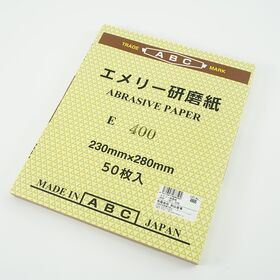 TRADE ABC MARK
エメリー研磨紙
ABRASIVE PAPER
E 400
230mm×280mm
50枚入
MADE IN ABC JAPAN